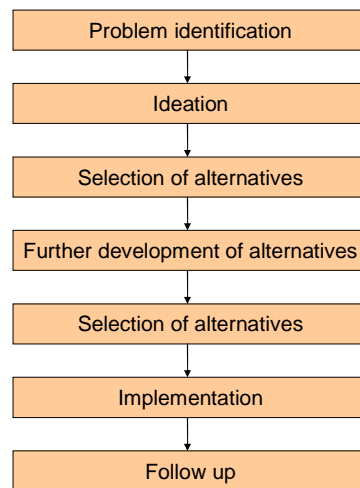 Problem identification
Ideation
Selection of alternatives
Further development of alternatives
Selection of alternatives
Implementation
Follow up